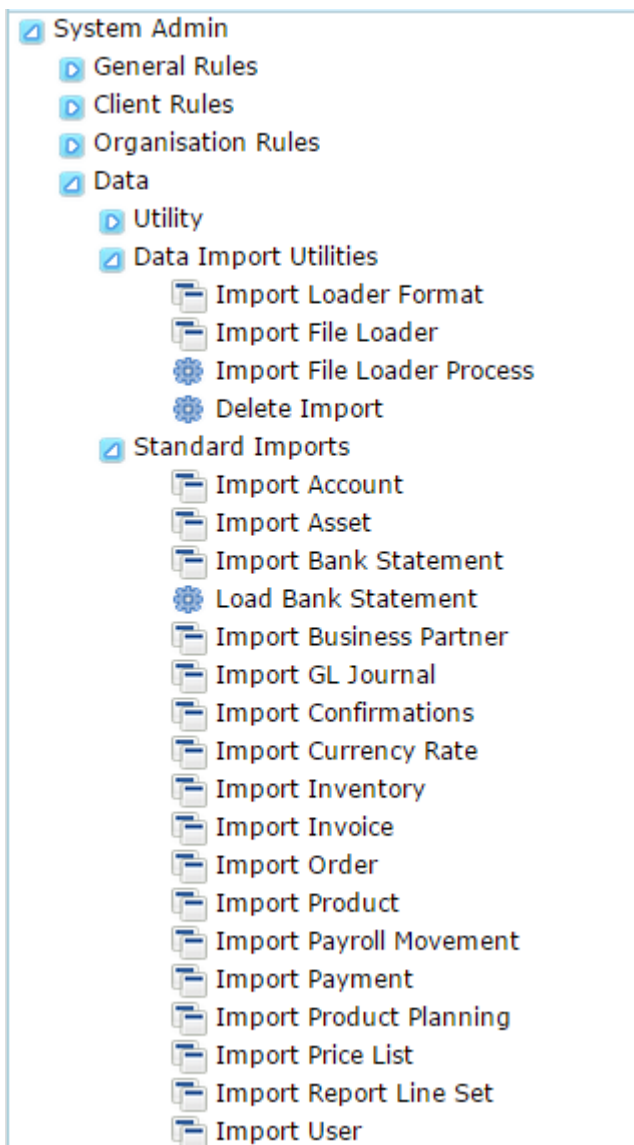 System Admin
General Rules
Client Rules
Organisation Rules
Data
Utility
Data Import Utilities
Import Loader Format
Import File Loader
Import File Loader Process
Delete Import
Standard Imports
Import Account
Import Asset
Import Bank Statement
Load Bank Statement
Import Business Partner
Import GL Journal
Import Confirmations
Import Currency Rate
Import Inventory
Import Invoice
Import Order
Import Product
Import Payroll Movement
Import Payment
Import Product Planning
Import Price List
Import Report Line Set
Import User